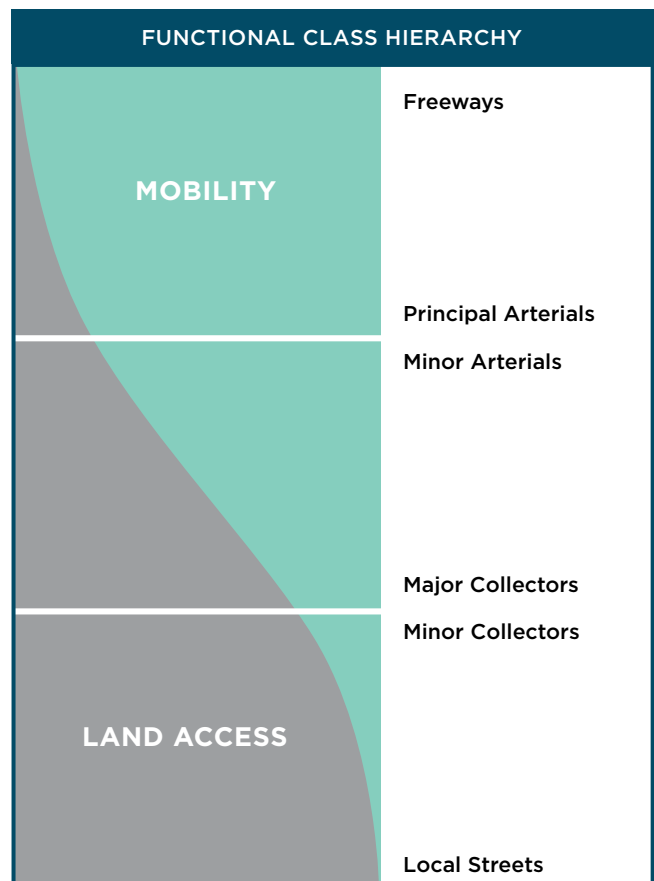 FUNCTIONAL CLASS HIERARCHY
Freeways
MOBILITY
Principal Arterials
Minor Arterials
Major Collectors
Minor Collectors
LAND ACCESS
Local Streets